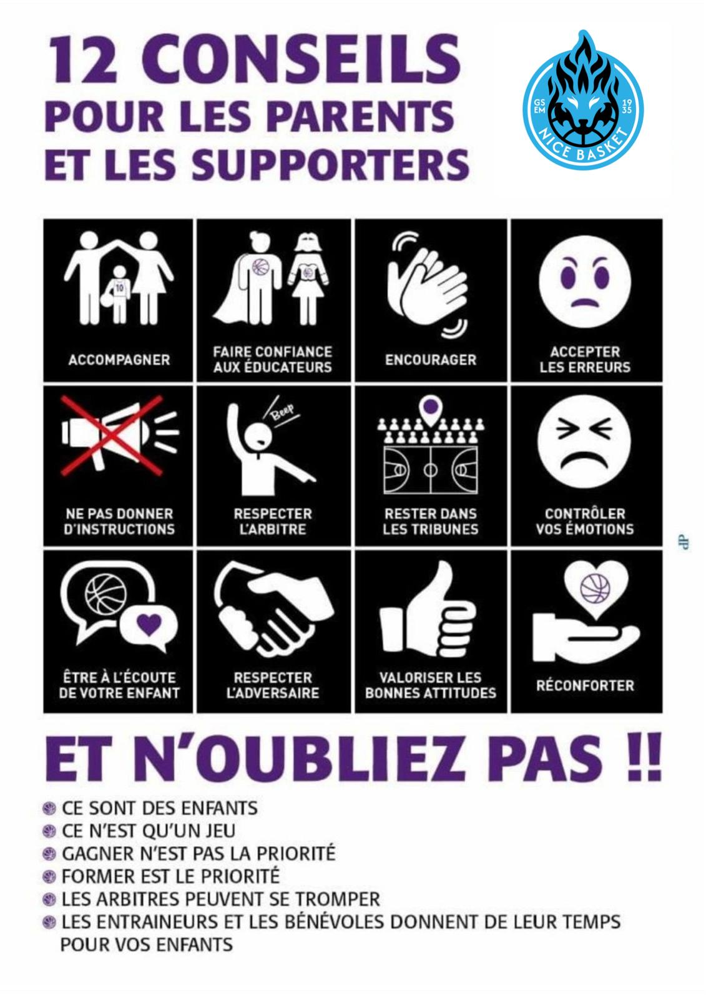 12 CONSEILS
POUR LES PARENTS
ET LES SUPPORTERS
GS
EM
19
35
NICE BASKET
10
ACCOMPAGNER
FAIRE CONFIANCE
AUX ÉDUCATEURS
ENCOURAGER
ACCEPTER
LES ERREURS
NE PAS DONNER
D'INSTRUCTIONS
Beep
RESPECTER
L'ARBITRE
RESTER DANS
LES TRIBUNES
CONTRÔLER
VOS ÉMOTIONS
dP
ÊTRE À L'ÉCOUTE
DE VOTRE ENFANT
RESPECTER
L'ADVERSAIRE
VALORISER LES
BONNES ATTITUDES
RÉCONFORTER
ET N'OUBLIEZ PAS !!
CE SONT DES ENFANTS
CE N'EST QU'UN JEU
GAGNER N'EST PAS LA PRIORITÉ
FORMER EST LE PRIORITÉ
LES ARBITRES PEUVENT SE TROMPER
LES ENTRAINEURS ET LES BÉNÉVOLES DONNENT DE LEUR TEMPS
POUR VOS ENFANTS